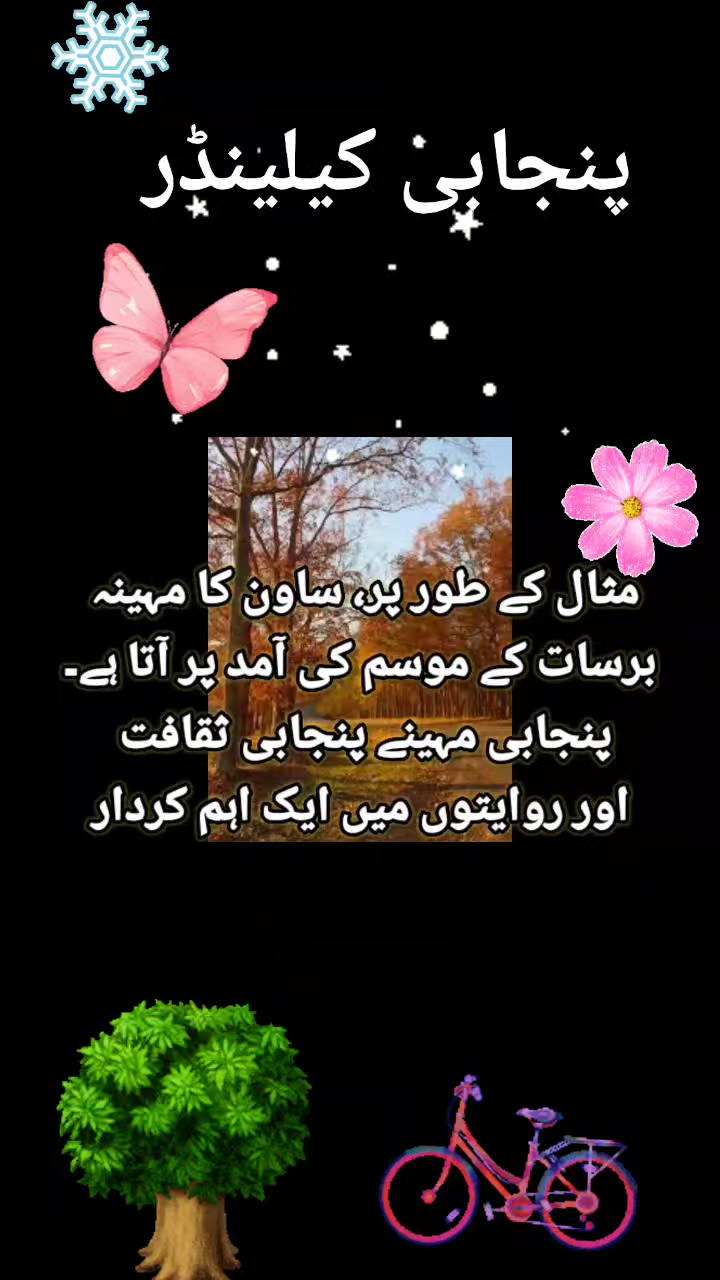 پنجابی کیلینڈر
مثال کے طور پر، ساون کا مہینہ
برسات کے موسم کی آمد پر آتا ہے۔
پنجابی مہینے پنجابی ثقافت
اور روایتوں میں ایک اہم کردار